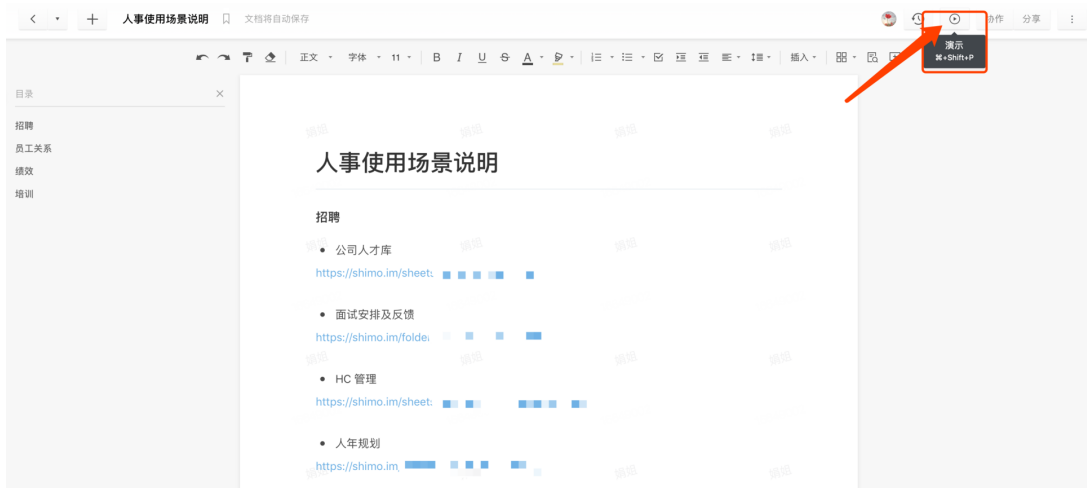 人事使用场景说明 文档将自动保存
协作 分享
演示
⌘+Shift+P
正文 字体 11 B I U S A 插入
目录
招聘
员工关系
绩效
培训
人事使用场景说明
招聘
公司人才库
https://shimo.im/sheet
面试安排及反馈
https://shimo.im/folder
HC 管理
https://shimo.im/sheet
人年规划
https://shimo.im